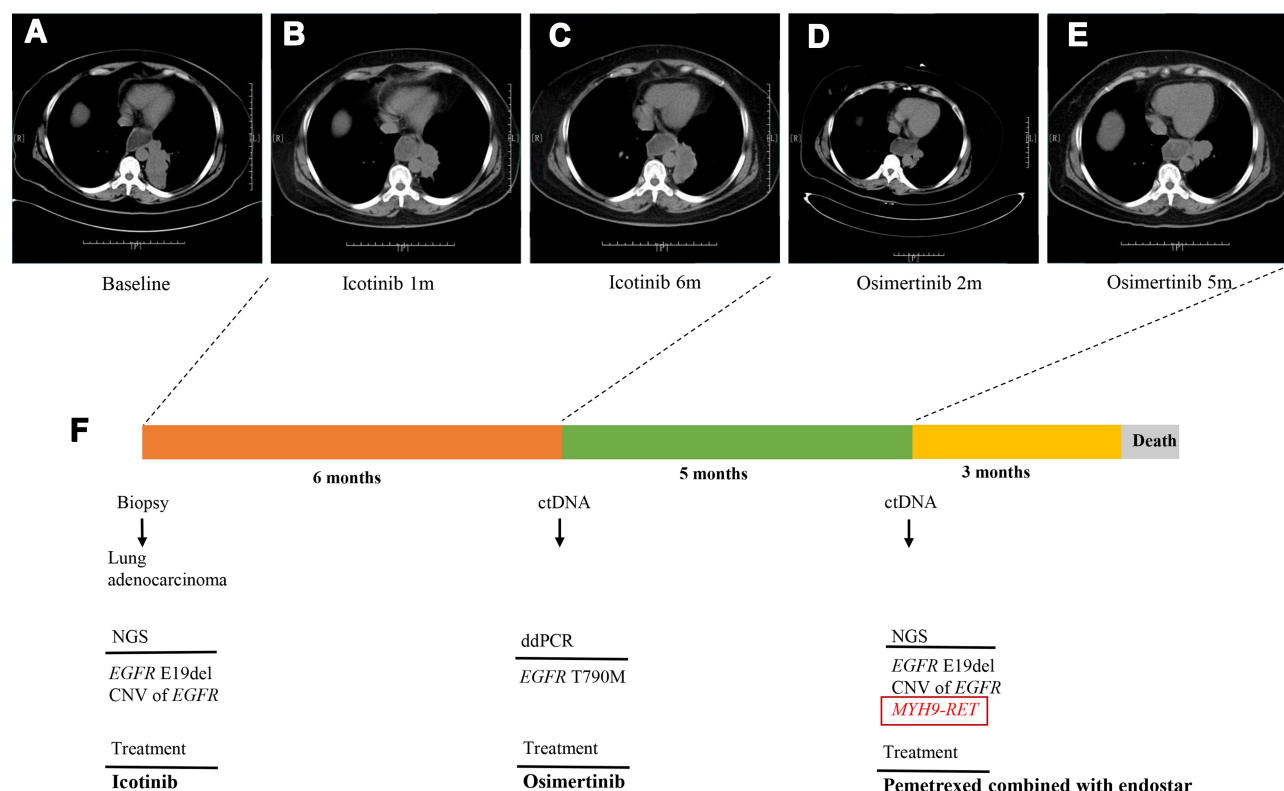 A B C D E
[R] [L] [R] [L] [R] [L] [R] [L] [R]
[P] [P] [P] [P] [P]
Baseline Icotinib 1m Icotinib 6m Osimertinib 2m Osimertinib 5m
F
Death
6 months 5 months 3 months
Biopsy ctDNA ctDNA
Lung
adenocarcinoma
NGS ddPCR NGS
EGFR E19del EGFR T790M EGFR E19del
CNV of EGFR CNV of EGFR
MYH9-RET
Treatment Treatment Treatment
Icotinib Osimertinib Pemetrexed combined with endostar